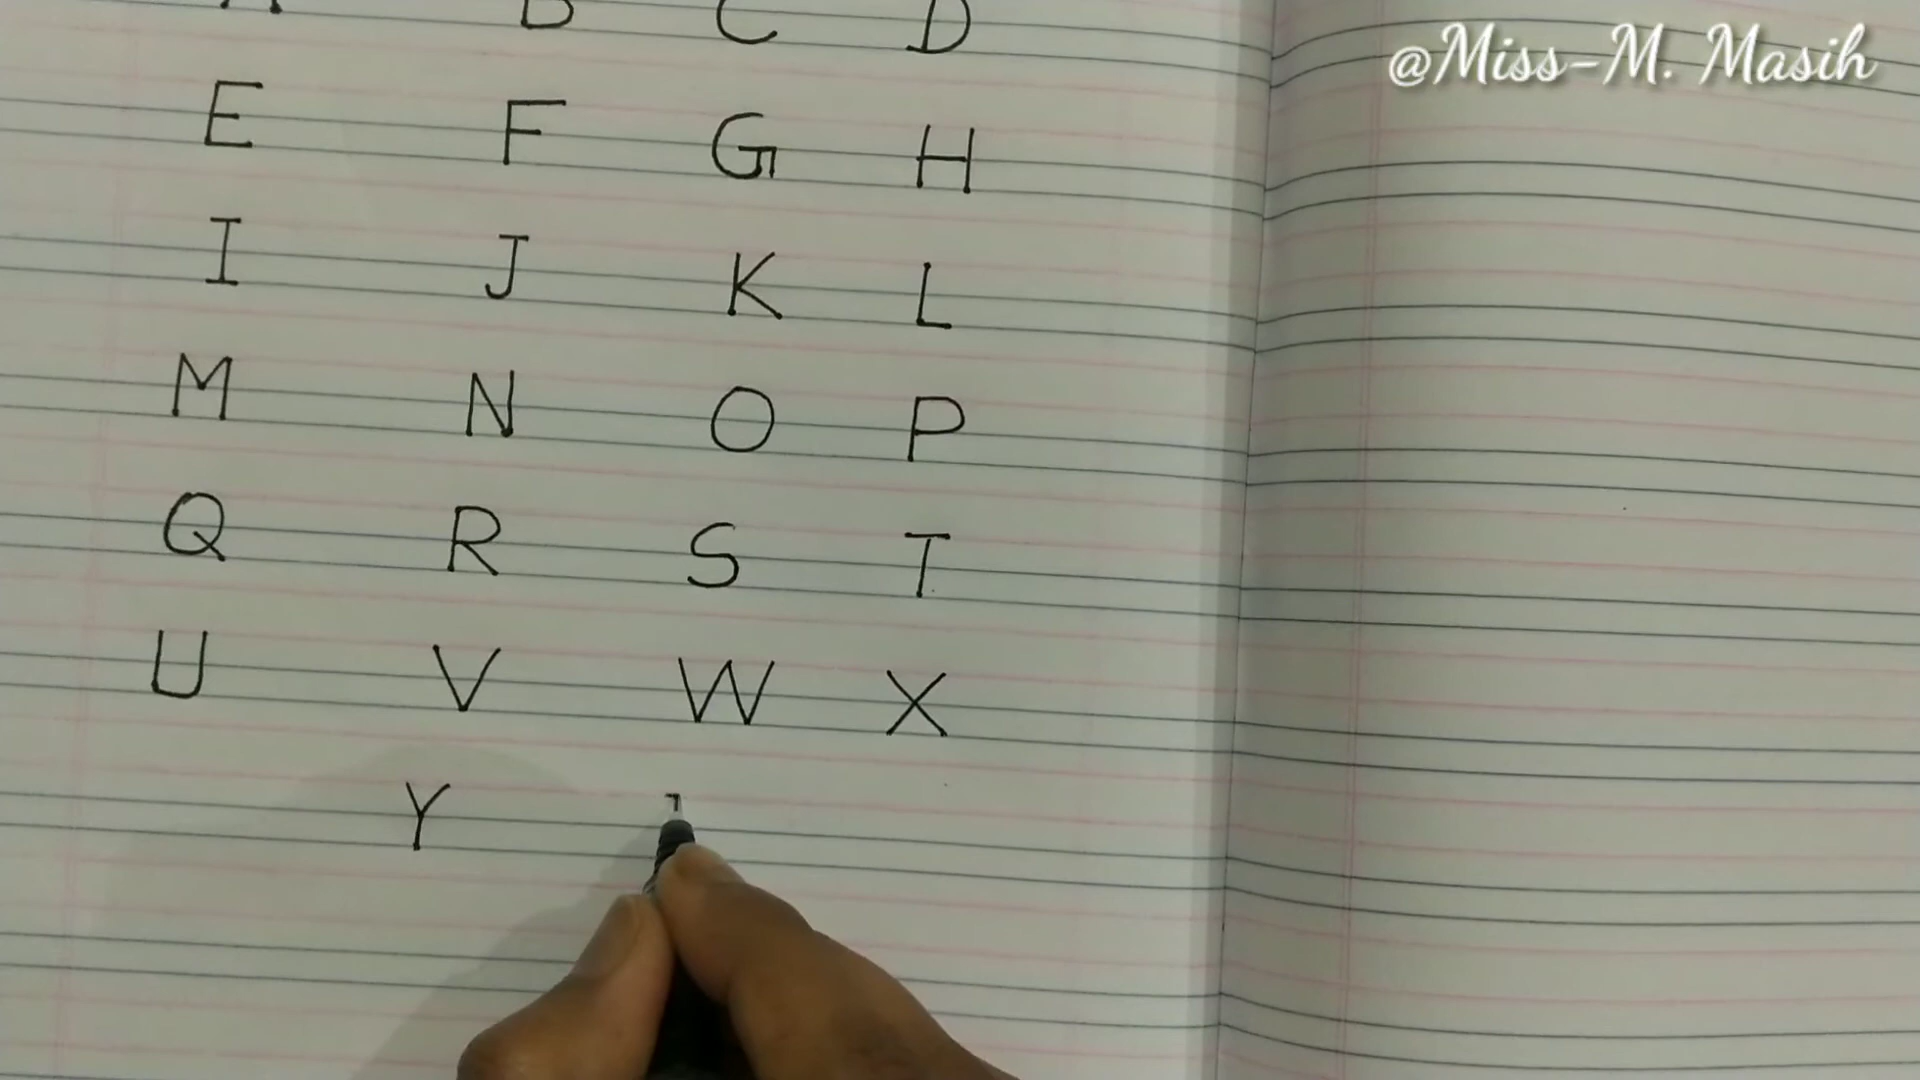 @Miss-M. Masih
A B C D
E F G H
I J K L
M N O P
Q R S T
U V W X
Y